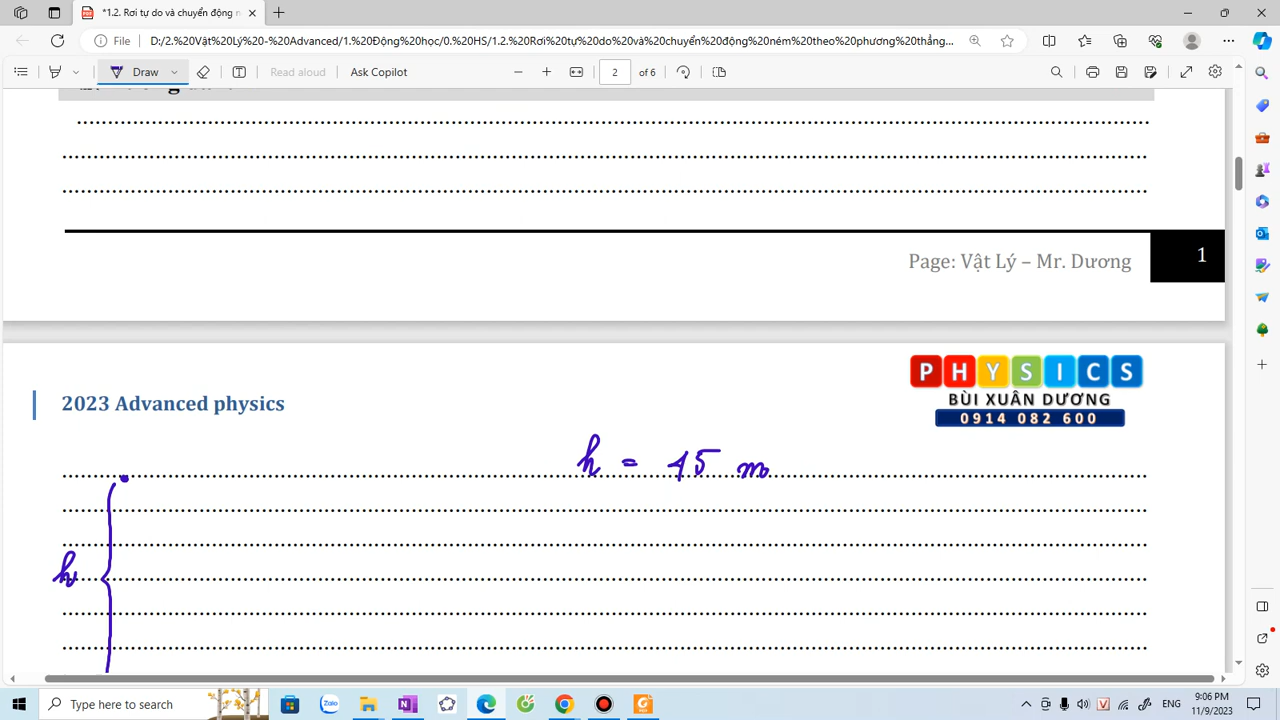 *1.2. Rơi tự do và chuyển động n
File
D:/2.%20Vật%20Lý%20-%20Advanced/1.%20Động%20học/0.%20HS/1.2.%20Rơi%20tự%20do%20và%20chuyển%20động%20ném%20theo%20phương%20thẳng...
Draw
Read aloud
Ask Copilot
2
of 6
Page: Vật Lý – Mr. Dương
1
PHYSICS
BÙI XUÂN DƯƠNG
0914 082 600
2023 Advanced physics
h = 45 m
h
Type here to search
ENG
9:06 PM
11/9/2023